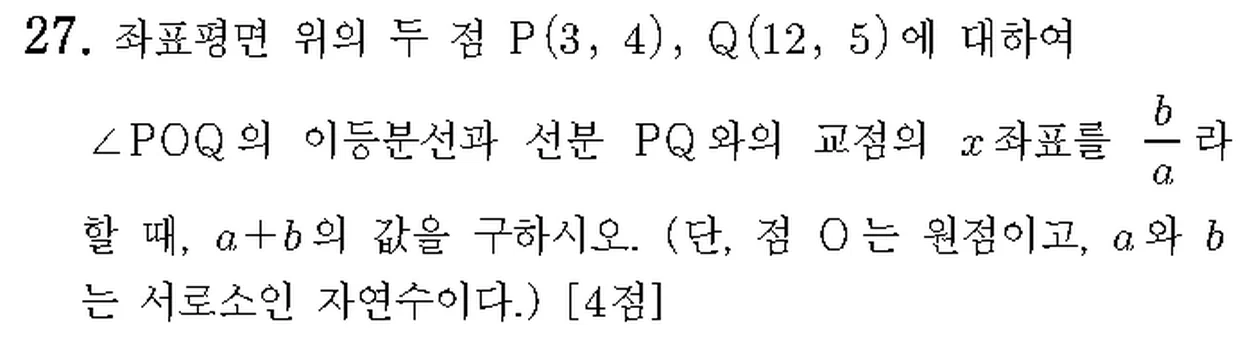 27. 좌표평면 위의 두 점 P(3, 4), Q(12, 5)에 대하여
∠POQ의 이등분선과 선분 PQ와의 교점의 x좌표를 b/a라
할 때, a+b의 값을 구하시오. (단, 점 O는 원점이고, a와 b
는 서로소인 자연수이다.) [4점]